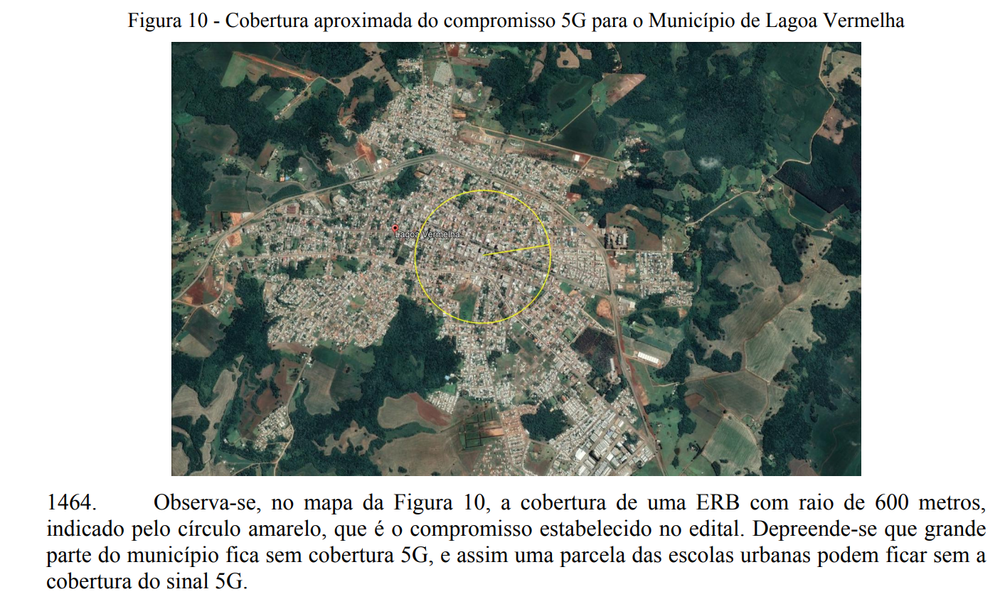 Figura 10 - Cobertura aproximada do compromisso 5G para o Município de Lagoa Vermelha
Lagoa Vermelha
1464. Observa-se, no mapa da Figura 10, a cobertura de uma ERB com raio de 600 metros,
indicado pelo círculo amarelo, que é o compromisso estabelecido no edital. Depreende-se que grande
parte do município fica sem cobertura 5G, e assim uma parcela das escolas urbanas podem ficar sem a
cobertura do sinal 5G.